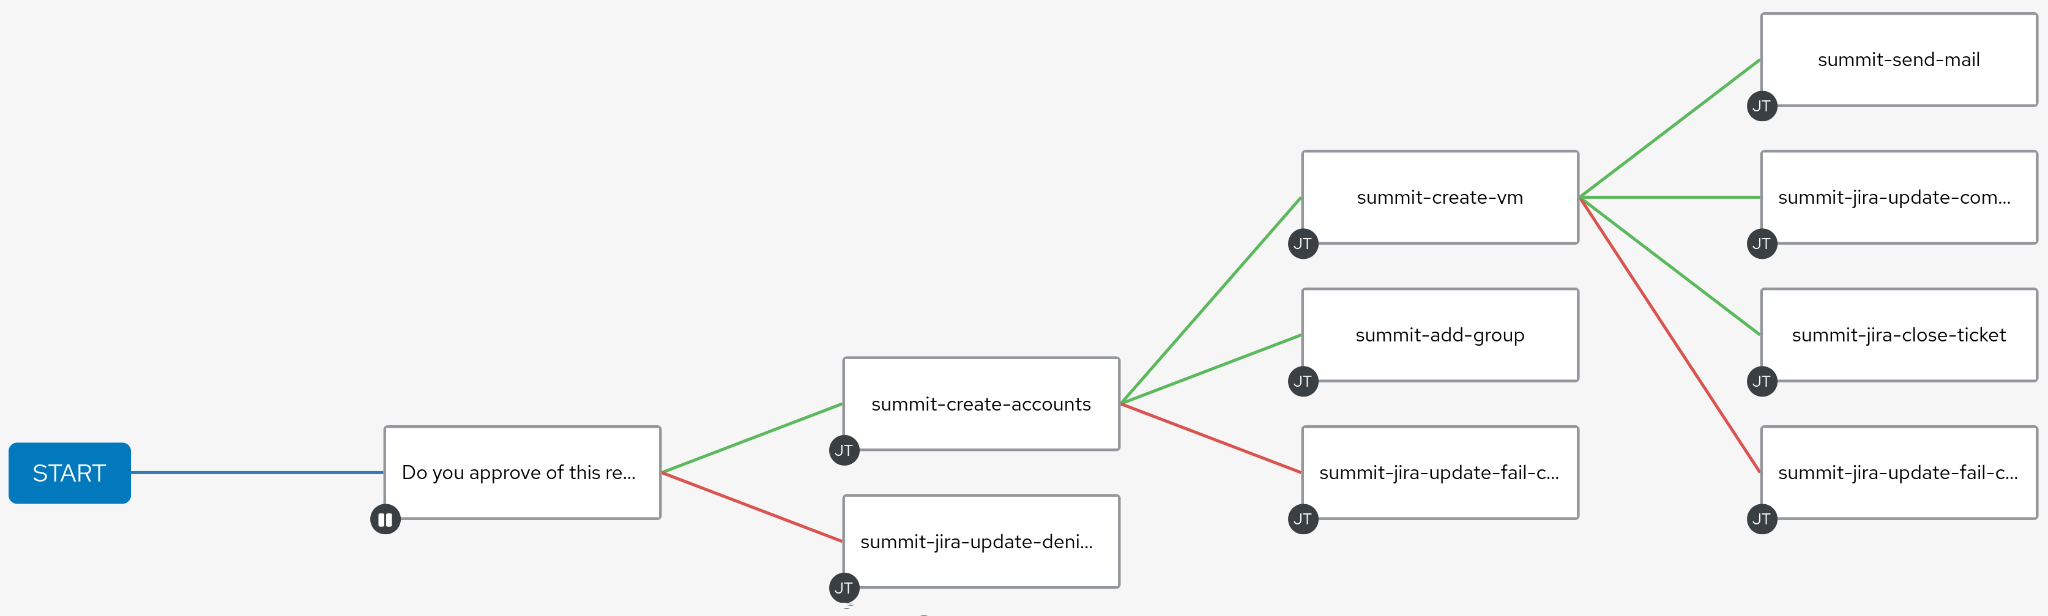 START
Do you approve of this re...
summit-create-accounts
JT
summit-jira-update-deni...
JT
summit-create-vm
JT
summit-add-group
JT
summit-jira-update-fail-c...
JT
summit-send-mail
JT
summit-jira-update-com...
JT
summit-jira-close-ticket
JT
summit-jira-update-fail-c...
JT